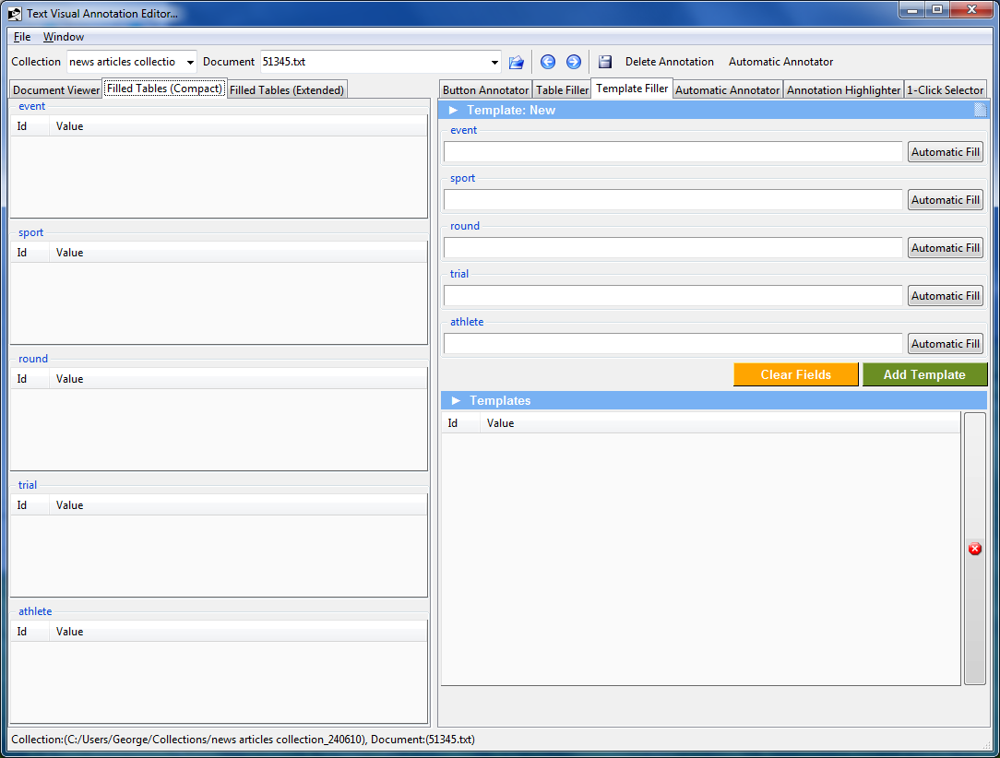 Text Visual Annotation Editor...
File Window
Collection news articles collectio Document 51345.txt Delete Annotation Automatic Annotator
Document Viewer Filled Tables (Compact) Filled Tables (Extended)
event
Id Value
sport
Id Value
round
Id Value
trial
Id Value
athlete
Id Value
Button Annotator Table Filler Template Filler Automatic Annotator Annotation Highlighter 1-Click Selector
Template: New
event
Automatic Fill
sport
Automatic Fill
round
Automatic Fill
trial
Automatic Fill
athlete
Automatic Fill
Clear Fields Add Template
Templates
Id Value
Collection:(C:/Users/George/Collections/news articles collection_240610), Document:(51345.txt)